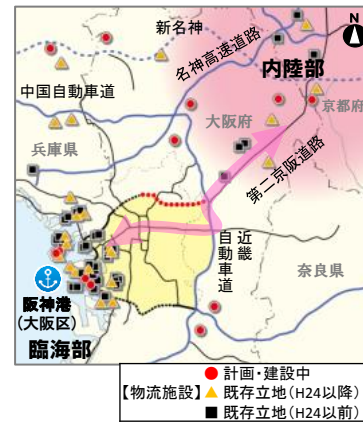 N
新名神
名神高速道路
内陸部
中国自動車道
大阪府
京都府
兵庫県
第二京阪道路
近畿
自動車道
奈良県
阪神港
(大阪区)
臨海部
【物流施設】
計画・建設中
既存立地(H24以降)
既存立地(H24以前)